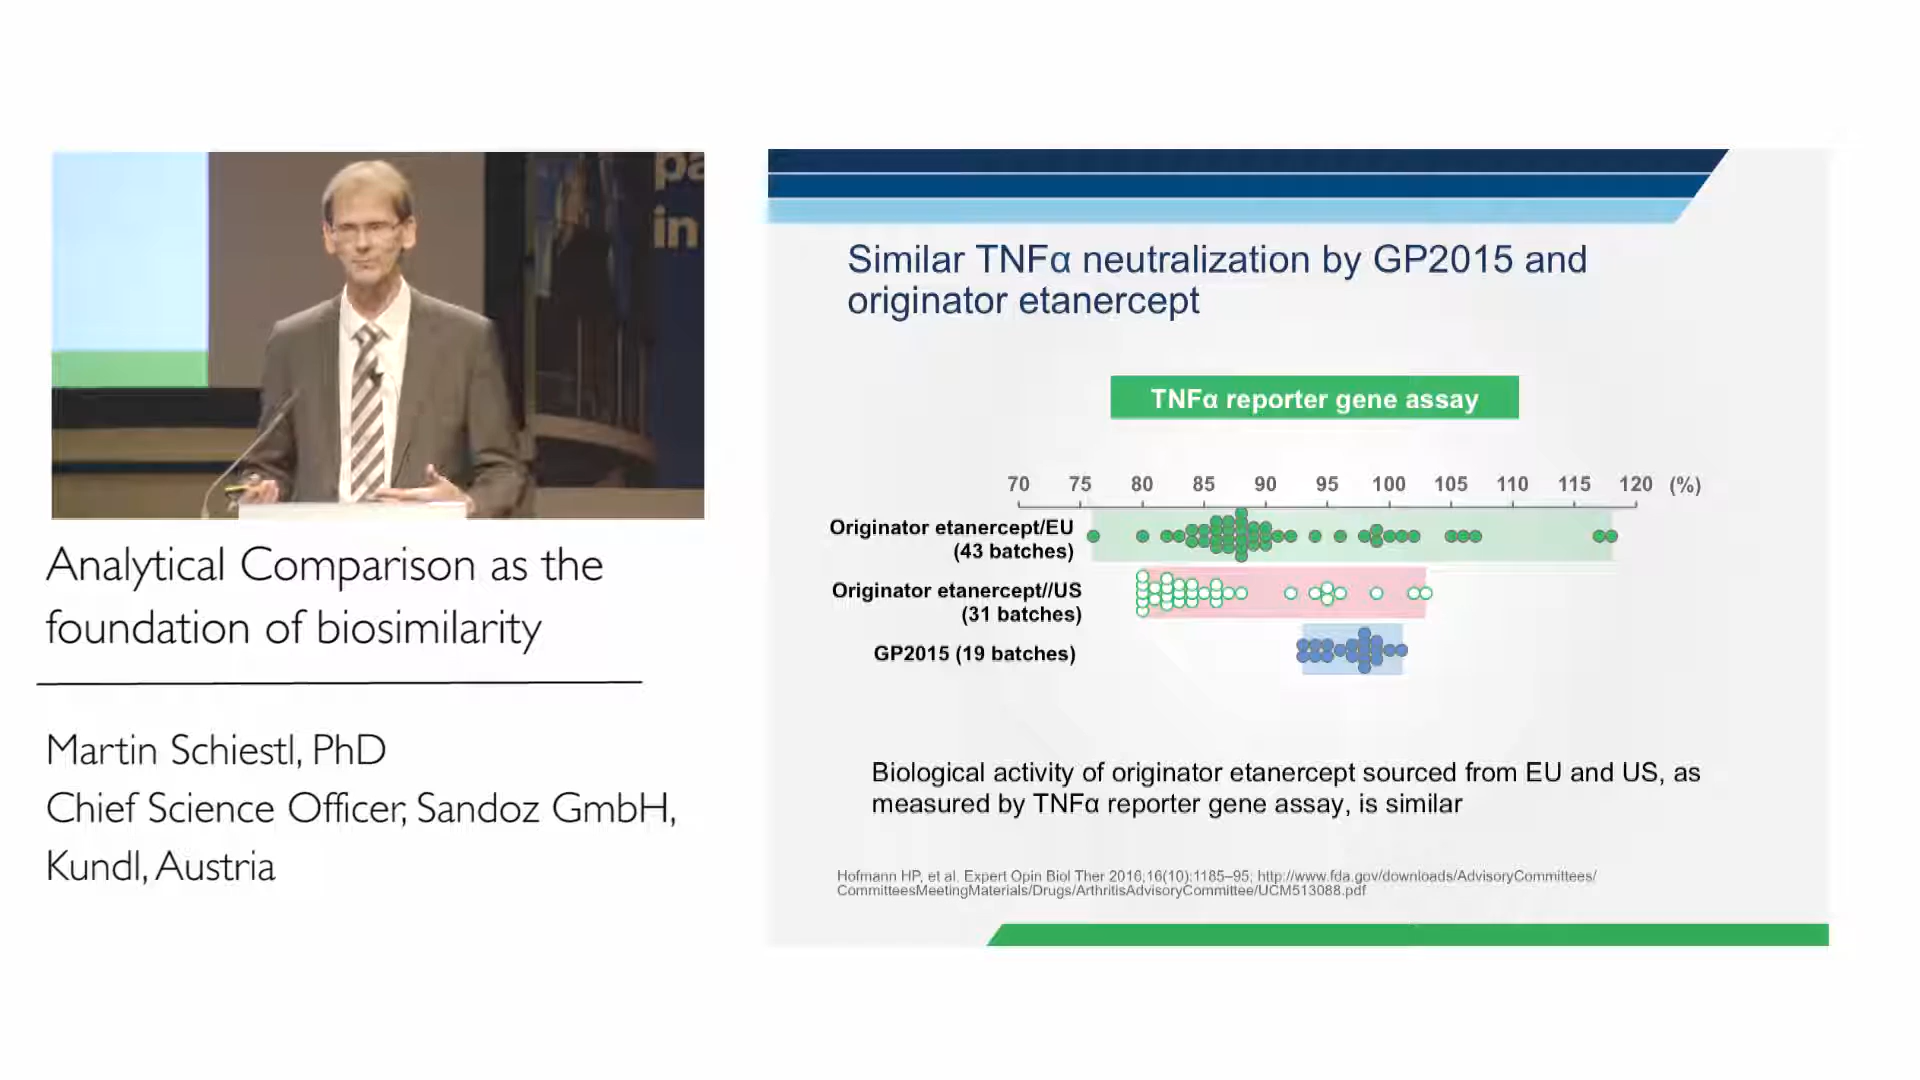 pa
in
Analytical Comparison as the
foundation of biosimilarity
Martin Schiestl, PhD
Chief Science Officer, Sandoz GmbH,
Kundl, Austria
Similar TNFα neutralization by GP2015 and
originator etanercept
TNFα reporter gene assay
70 75 80 85 90 95 100 105 110 115 120 (%)
Originator etanercept/EU
(43 batches)
Originator etanercept//US
(31 batches)
GP2015 (19 batches)
Biological activity of originator etanercept sourced from EU and US, as
measured by TNFα reporter gene assay, is similar
Hofmann HP, et al. Expert Opin Biol Ther 2016;16(10):1185–95; http://www.fda.gov/downloads/AdvisoryCommittees/
CommitteesMeetingMaterials/Drugs/ArthritisAdvisoryCommittee/UCM513088.pdf